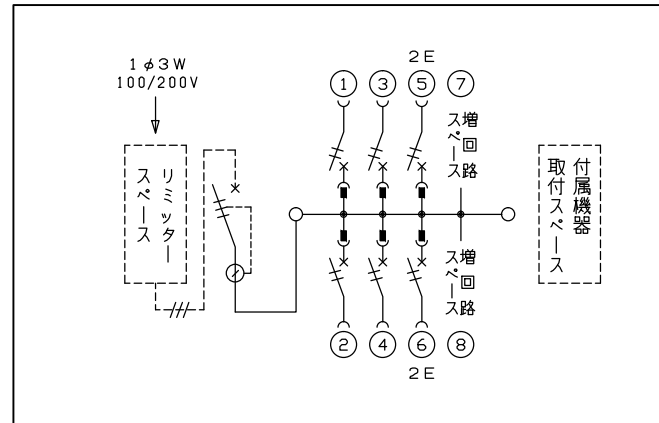 1φ3W
100/200V
リミッター
スペース
2E
① ③ ⑤ ⑦
増回路
スペース
付属機器
取付スペース
増回路
スペース
② ④ ⑥ ⑧
2E